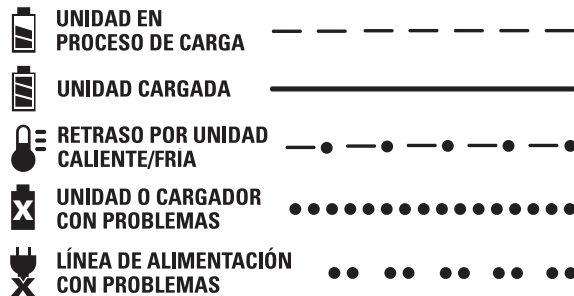 UNIDAD EN
PROCESO DE CARGA
UNIDAD CARGADA
RETRASO POR UNIDAD
CALIENTE/FRÍA
UNIDAD O CARGADOR
CON PROBLEMAS
LÍNEA DE ALIMENTACIÓN
CON PROBLEMAS